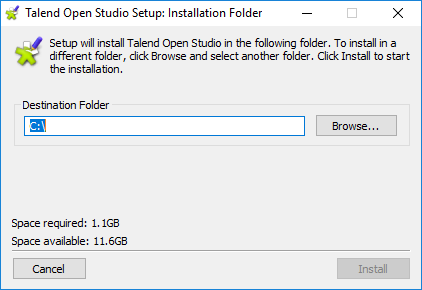 Talend Open Studio Setup: Installation Folder
Setup will install Talend Open Studio in the following folder. To install in a
different folder, click Browse and select another folder. Click Install to start
the installation.
Destination Folder
C:\
Browse...
Space required: 1.1GB
Space available: 11.6GB
Cancel
Install